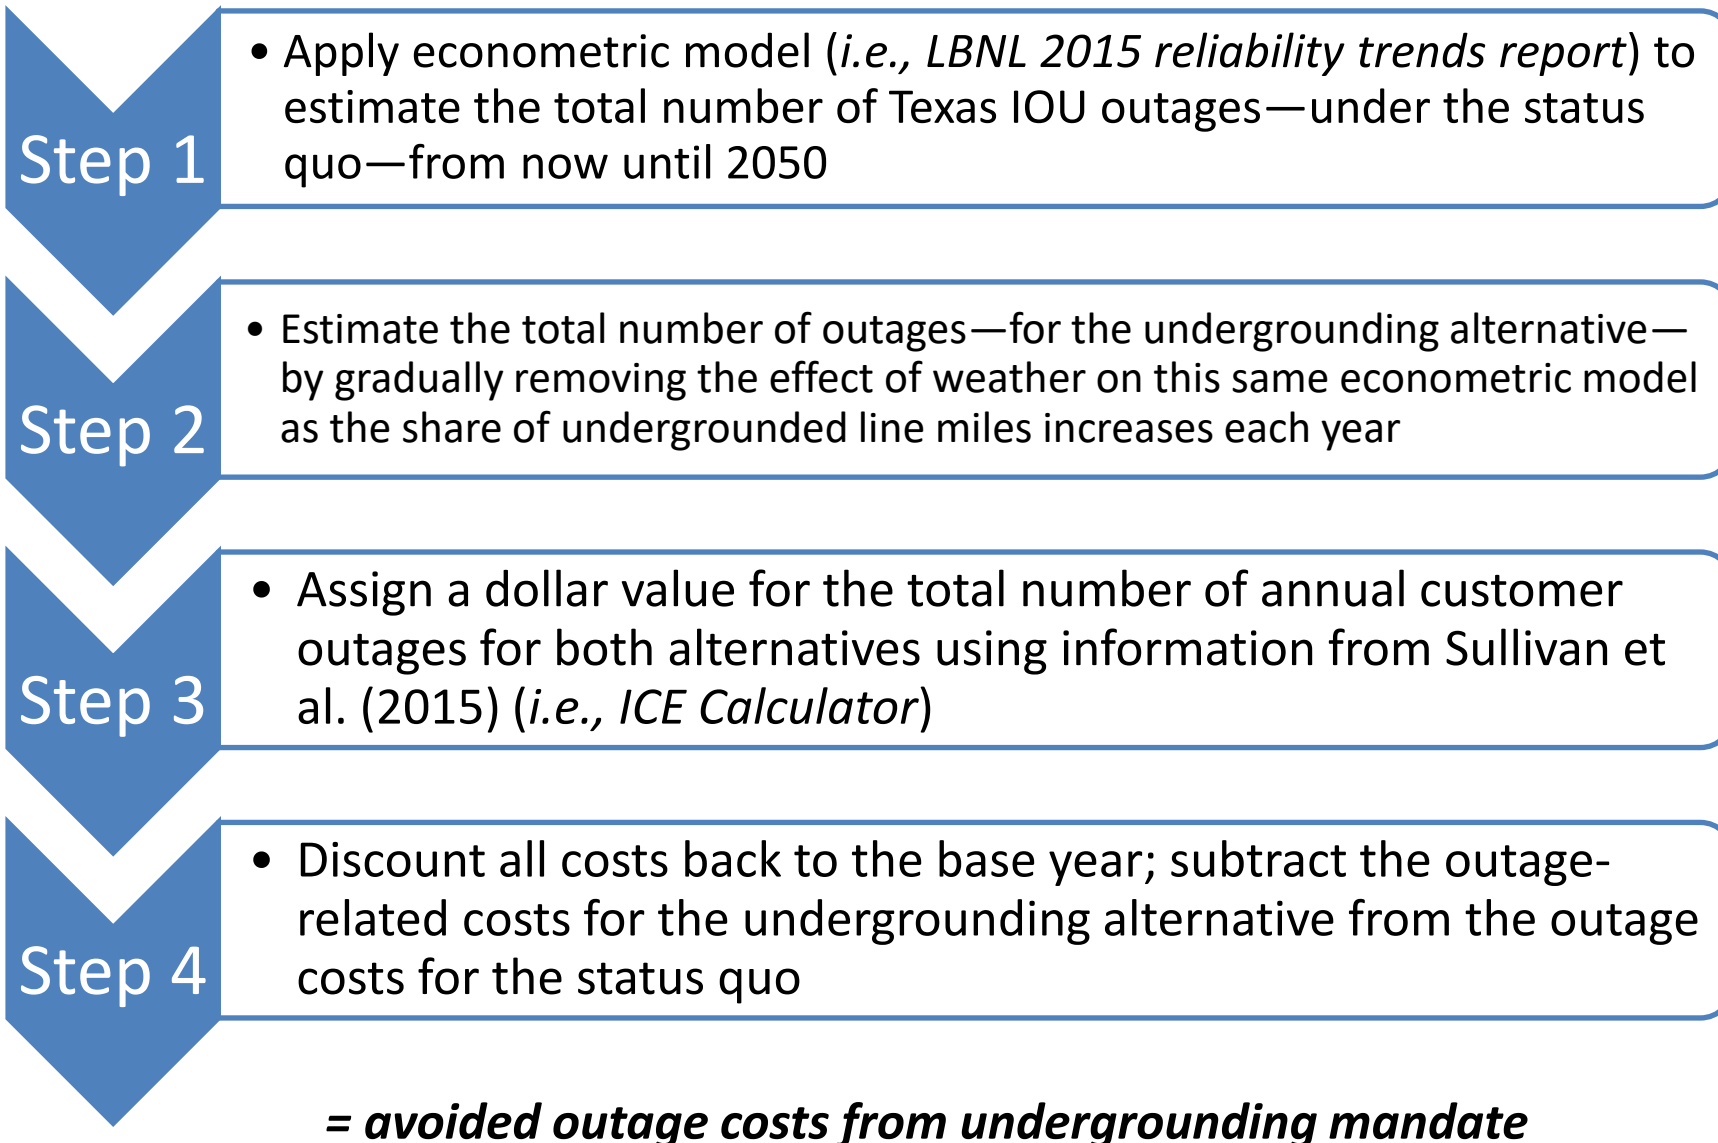 Step 1
• Apply econometric model (i.e., LBNL 2015 reliability trends report) to
estimate the total number of Texas IOU outages—under the status
quo—from now until 2050
Step 2
• Estimate the total number of outages—for the undergrounding alternative—
by gradually removing the effect of weather on this same econometric model
as the share of undergrounded line miles increases each year
Step 3
• Assign a dollar value for the total number of annual customer
outages for both alternatives using information from Sullivan et
al. (2015) (i.e., ICE Calculator)
Step 4
• Discount all costs back to the base year; subtract the outage-
related costs for the undergrounding alternative from the outage
costs for the status quo
= avoided outage costs from undergrounding mandate